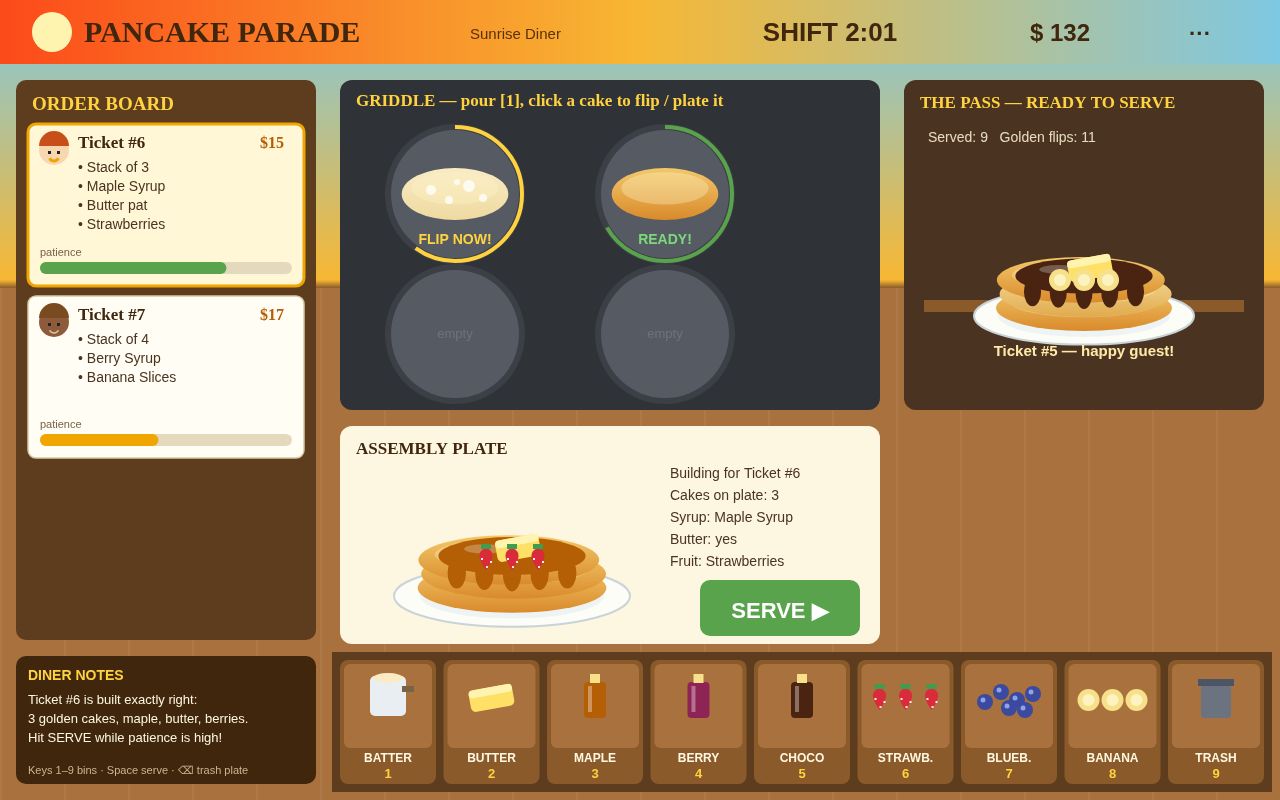 PANCAKE PARADE
Sunrise Diner
SHIFT 2:01
$ 132
···
ORDER BOARD
Ticket #6 $15
• Stack of 3
• Maple Syrup
• Butter pat
• Strawberries
patience
Ticket #7 $17
• Stack of 4
• Berry Syrup
• Banana Slices
patience
GRIDDLE — pour [1], click a cake to flip / plate it
FLIP NOW!
READY!
empty
empty
THE PASS — READY TO SERVE
Served: 9 Golden flips: 11
Ticket #5 — happy guest!
ASSEMBLY PLATE
Building for Ticket #6
Cakes on plate: 3
Syrup: Maple Syrup
Butter: yes
Fruit: Strawberries
SERVE ▶
DINER NOTES
Ticket #6 is built exactly right:
3 golden cakes, maple, butter, berries.
Hit SERVE while patience is high!
Keys 1–9 bins · Space serve · ⌫ trash plate
BATTER
1
BUTTER
2
MAPLE
3
BERRY
4
CHOCO
5
STRAWB.
6
BLUEB.
7
BANANA
8
TRASH
9